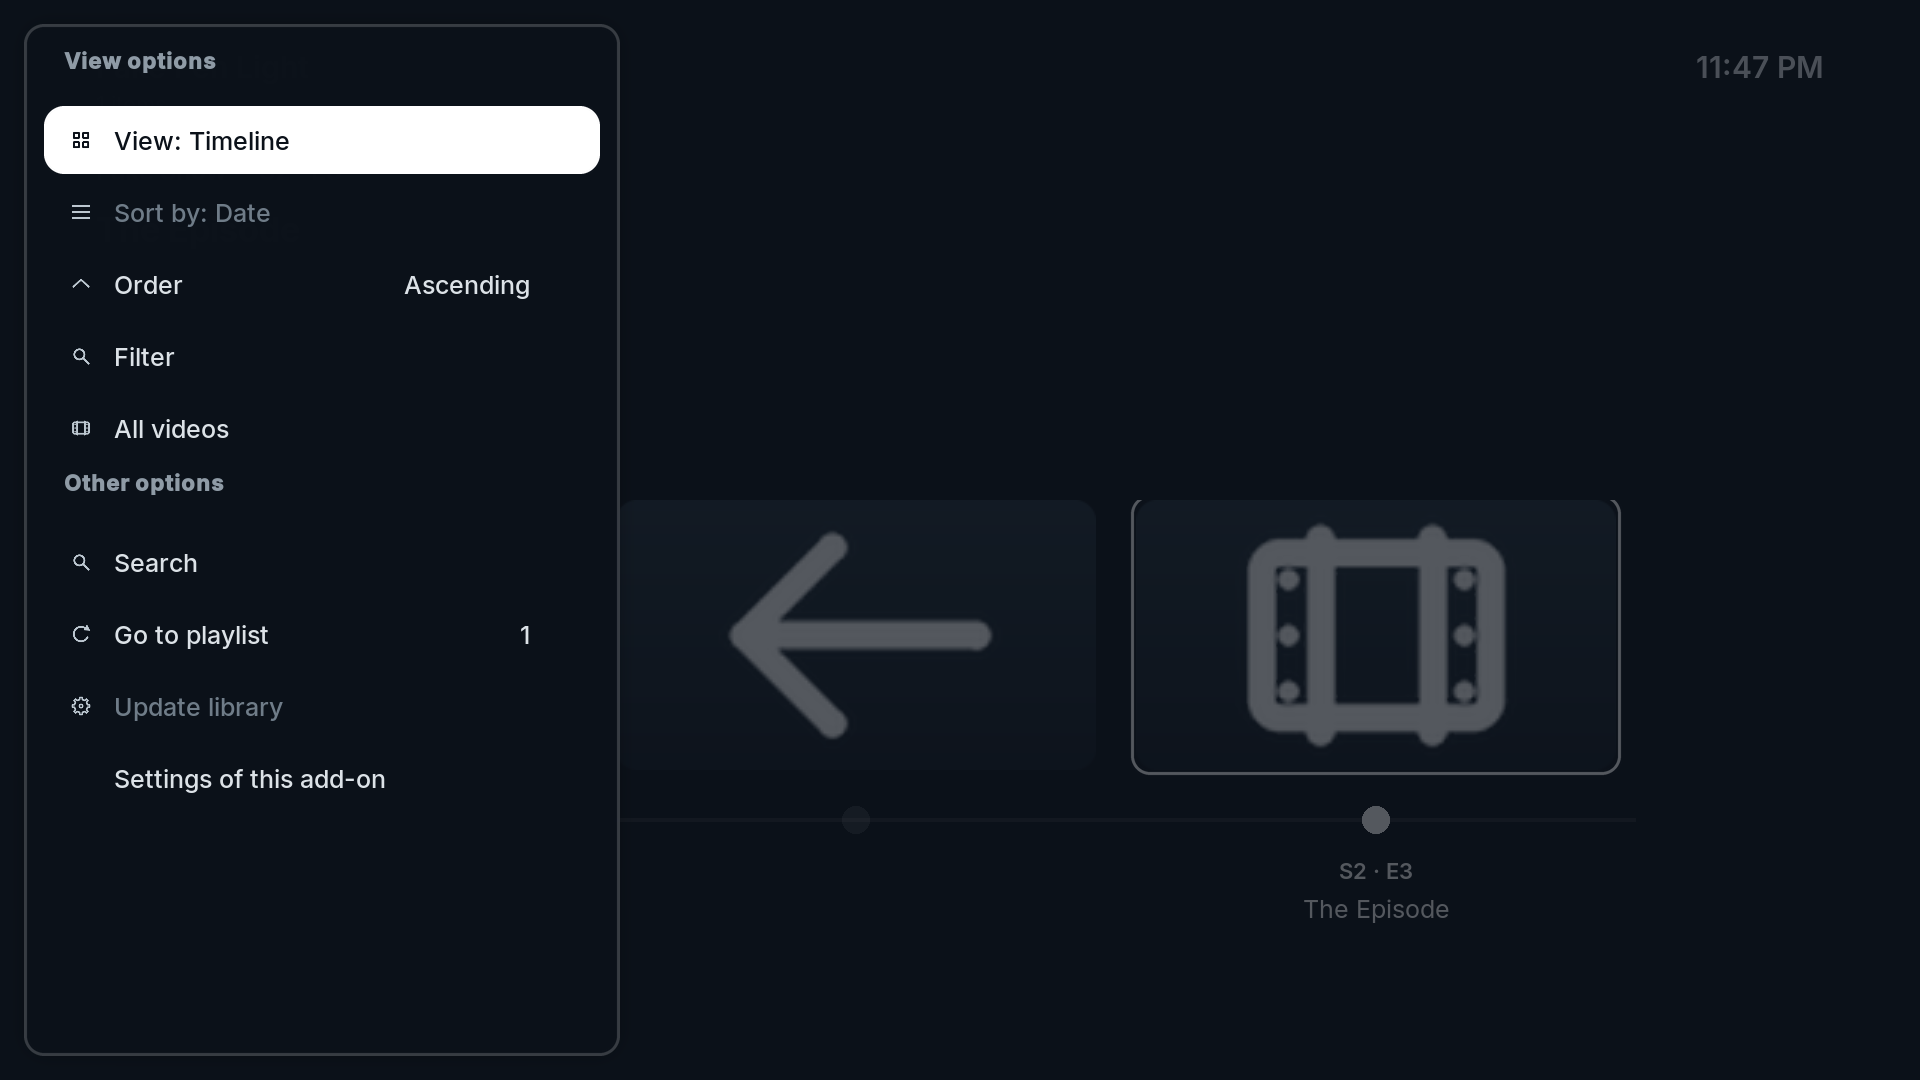 View options
11:47 PM
View: Timeline
Sort by: Date
Order Ascending
Filter
All videos
Other options
Search
Go to playlist 1
Update library
Settings of this add-on
S2 · E3
The Episode